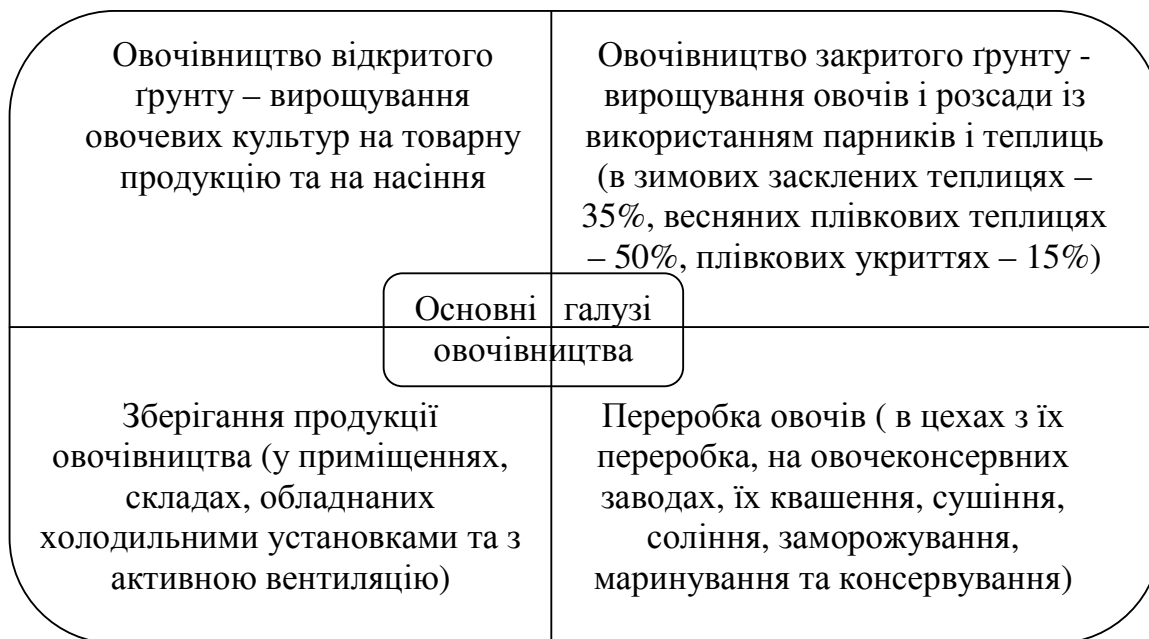 Овочівництво відкритого
ґрунту – вирощування
овочевих культур на товарну
продукцію та на насіння
Овочівництво закритого ґрунту -
вирощування овочів і розсади із
використанням парників і теплиць
(в зимових засклених теплицях –
35%, весняних плівкових теплицях
– 50%, плівкових укриттях – 15%)
Основні галузі
овочівництва
Зберігання продукції
овочівництва (у приміщеннях,
складах, обладнаних
холодильними установками та з
активною вентиляцію)
Переробка овочів ( в цехах з їх
переробка, на овочеконсервних
заводах, їх квашення, сушіння,
соління, заморожування,
маринування та консервування)